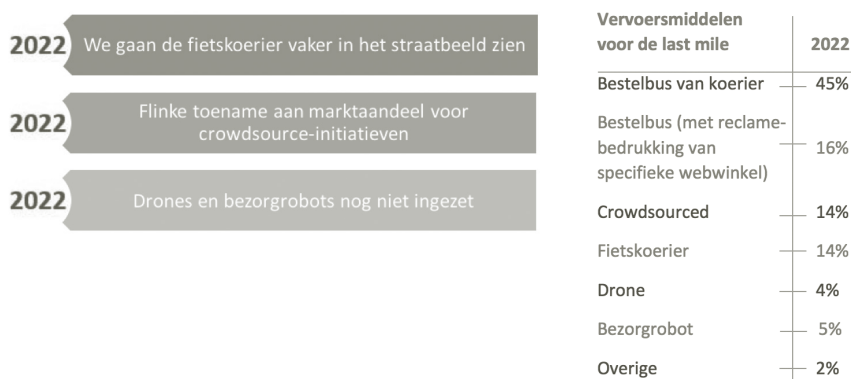 2022 We gaan de fietskoerier vaker in het straatbeeld zien
2022 Flinke toename aan marktaandeel voor
crowdsource-initiatieven
2022 Drones en bezorgrobots nog niet ingezet
Vervoersmiddelen
voor de last mile 2022
Bestelbus van koerier 45%
Bestelbus (met reclame-
bedrukking van 16%
specifieke webwinkel)
Crowdsourced 14%
Fietskoerier 14%
Drone 4%
Bezorgrobot 5%
Overige 2%